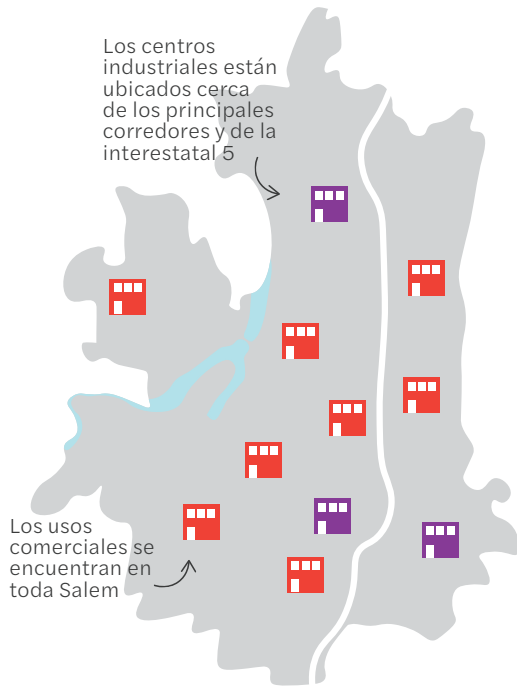 Los centros
industriales están
ubicados cerca
de los principales
corredores y de la
interestatal 5
Los usos
comerciales se
encuentran en
toda Salem